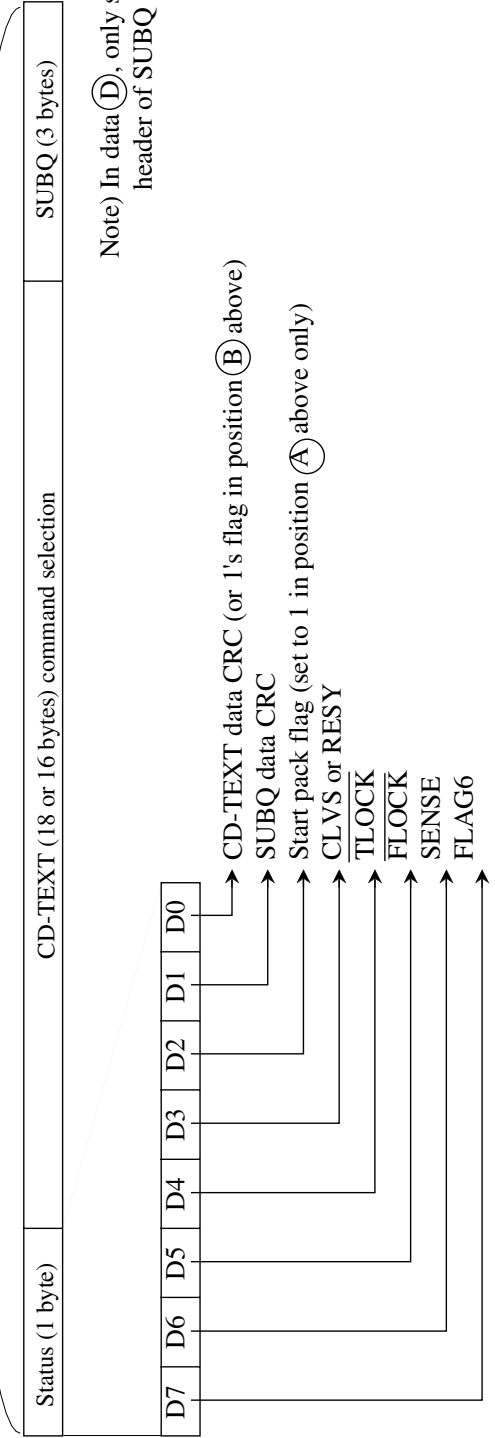 Status (1 byte)
CD-TEXT (18 or 16 bytes) command selection
SUBQ (3 bytes)
Note) In data D, only s
header of SUBQ
D7 D6 D5 D4 D3 D2 D1 D0
CD-TEXT data CRC (or 1's flag in position B above)
SUBQ data CRC
Start pack flag (set to 1 in position A above only)
CLVS or RESY
TLOCK
FLOCK
SENSE
FLAG6